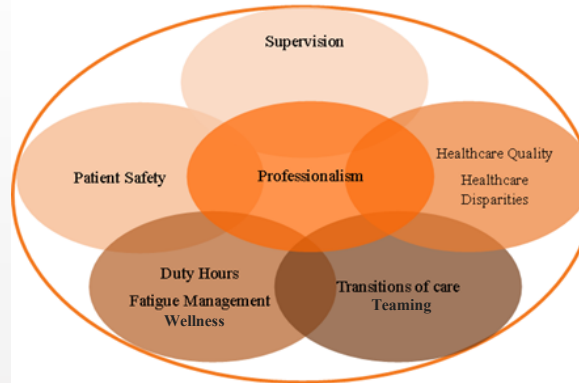 Supervision
Patient Safety
Professionalism
Healthcare Quality
Healthcare
Disparities
Duty Hours
Fatigue Management
Wellness
Transitions of care
Teaming